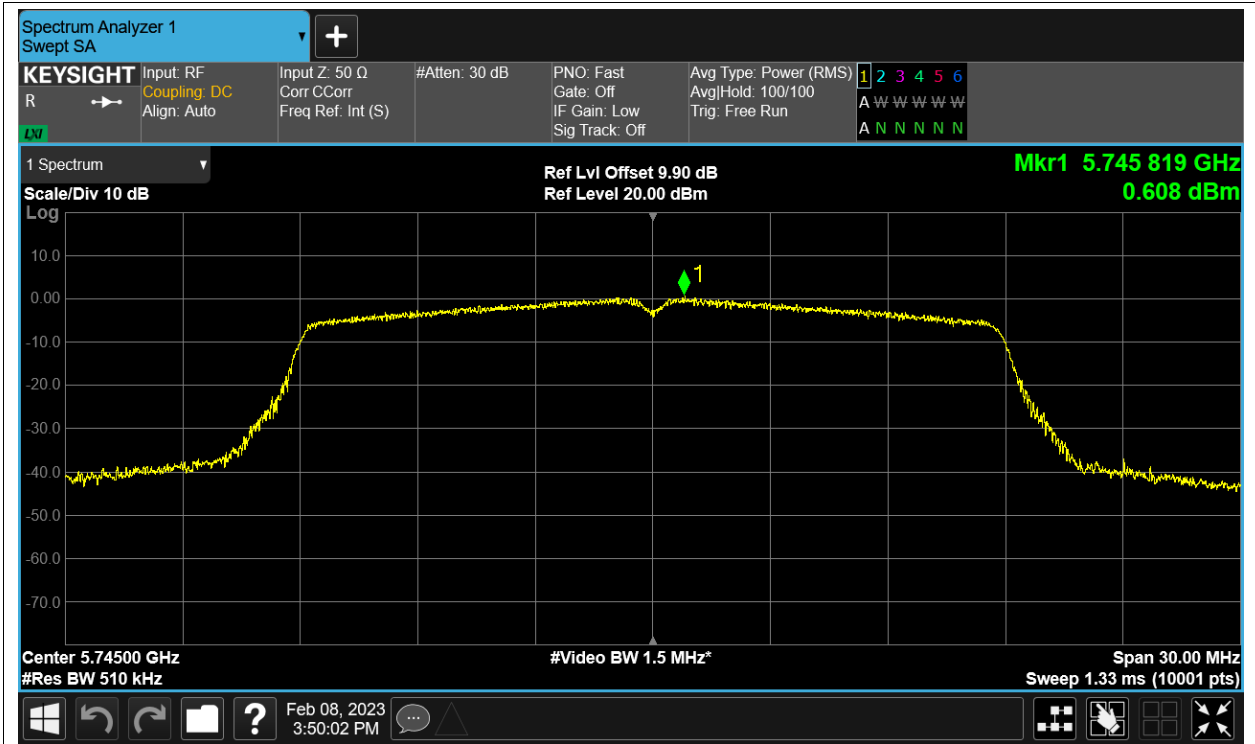 Spectrum Analyzer 1
Swept SA
KEYSIGHT
R
LXI
Input: RF
Coupling: DC
Align: Auto
Input Z: 50 Ω
Corr CCorr
Freq Ref: Int (S)
#Atten: 30 dB
PNO: Fast
Gate: Off
IF Gain: Low
Sig Track: Off
Avg Type: Power (RMS)
Avg|Hold: 100/100
Trig: Free Run
1 2 3 4 5 6
A W W W W W
A N N N N N
1 Spectrum
Scale/Div 10 dB
Ref Lvl Offset 9.90 dB
Ref Level 20.00 dBm
Mkr1 5.745 819 GHz
0.608 dBm
Log
10.0
0.00
-10.0
-20.0
-30.0
-40.0
-50.0
-60.0
-70.0
1
Center 5.74500 GHz
#Res BW 510 kHz
#Video BW 1.5 MHz*
Span 30.00 MHz
Sweep 1.33 ms (10001 pts)
?
Feb 08, 2023
3:50:02 PM